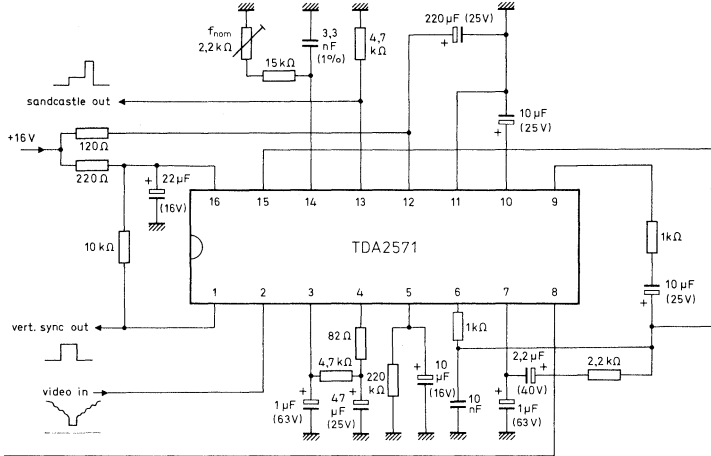 f nom
2,2 kΩ
3,3
nF
(1%)
4,7
kΩ
220 µF (25V)
+
15 kΩ
sandcastle out
10 µF
(25V)
+
+16 V
120Ω
220Ω
+
22 µF
(16V)
16
15
14
13
12
11
10
9
10 kΩ
TDA2571
1 kΩ
10 µF
(25V)
+
1
2
3
4
5
6
7
8
vert. sync out
82 Ω
1kΩ
4,7 kΩ
2,2 µF
+
(40V)
2,2 kΩ
video in
+
1 µF
(63V)
+
47
µF
(25V)
220
kΩ
+
10
µF
(16V)
10
nF
+
1 µF
(63V)